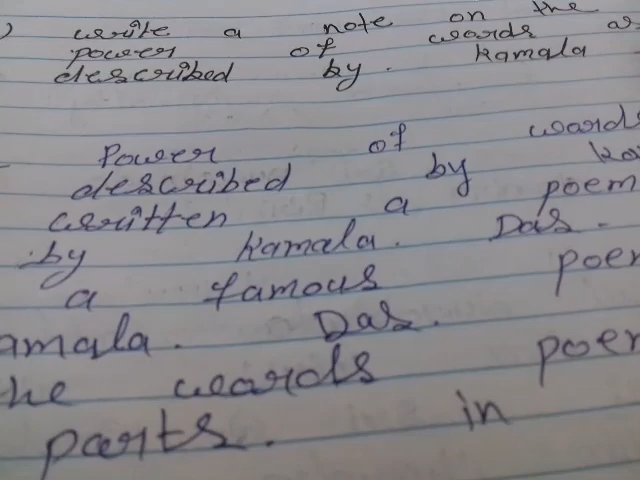 ) write a note on the
power of words as
described by. Kamala
Power of words
described by Ka
written a poem
by Kamala. Das.
a famous poem
amala. Das.
he words poem
parts. in